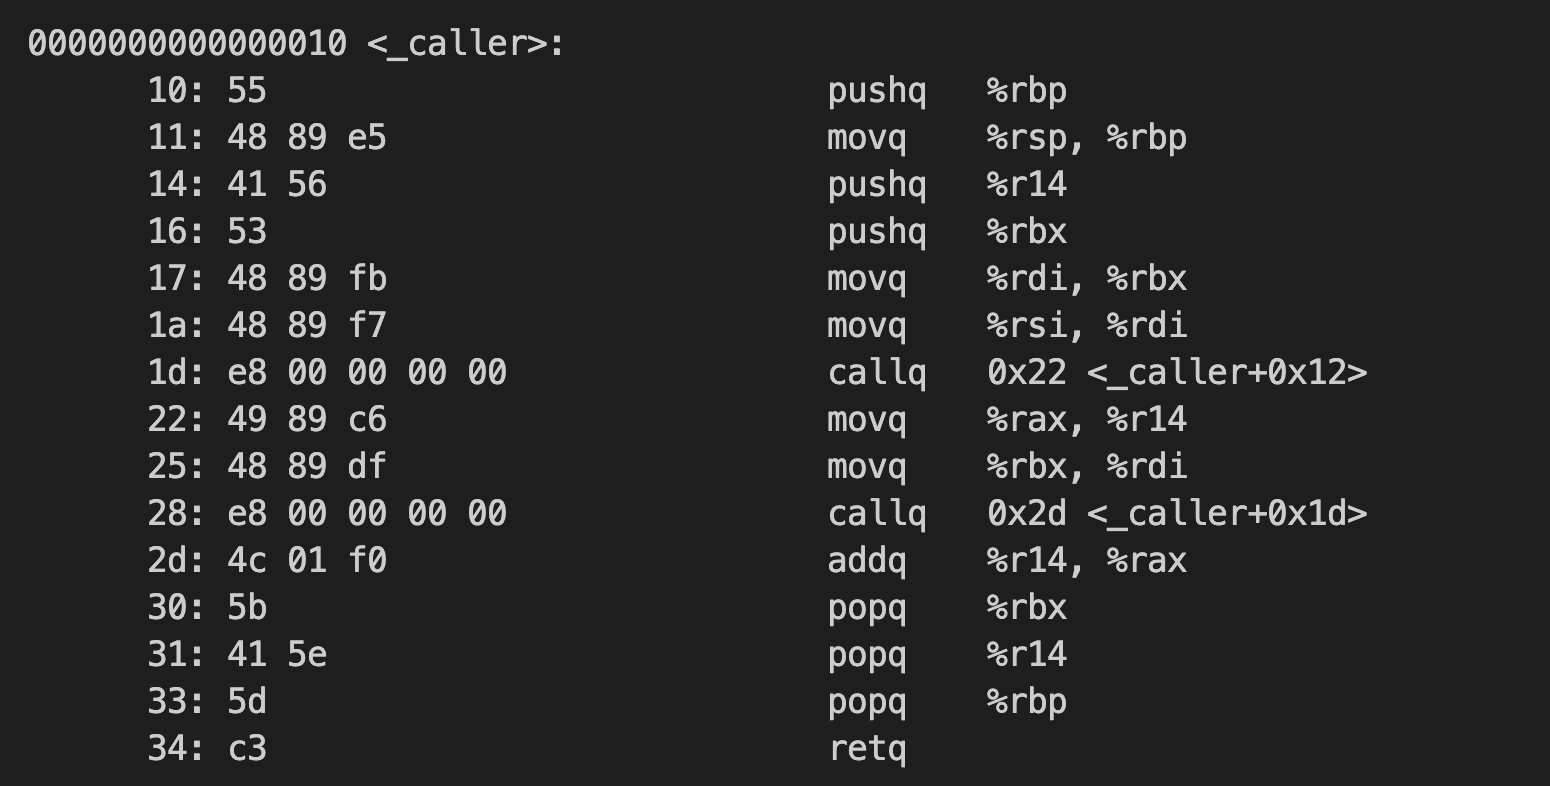 0000000000000010 <_caller>:
10: 55 pushq %rbp
11: 48 89 e5 movq %rsp, %rbp
14: 41 56 pushq %r14
16: 53 pushq %rbx
17: 48 89 fb movq %rdi, %rbx
1a: 48 89 f7 movq %rsi, %rdi
1d: e8 00 00 00 00 callq 0x22 <_caller+0x12>
22: 49 89 c6 movq %rax, %r14
25: 48 89 df movq %rbx, %rdi
28: e8 00 00 00 00 callq 0x2d <_caller+0x1d>
2d: 4c 01 f0 addq %r14, %rax
30: 5b popq %rbx
31: 41 5e popq %r14
33: 5d popq %rbp
34: c3 retq